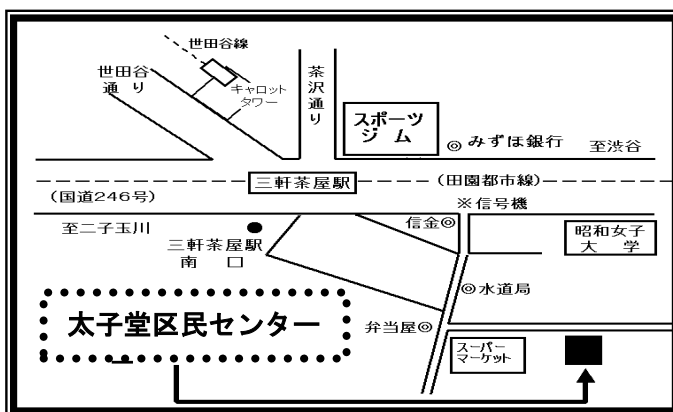 世田谷線
世田谷
通り
キャロット
タワー
茶沢通り
スポーツ
ジム
みずほ銀行
至渋谷
三軒茶屋駅
(田園都市線)
(国道246号)
※信号機
至二子玉川
信金
昭和女子
大学
三軒茶屋駅
南口
水道局
太子堂区民センター
弁当屋
スーパー
マーケット